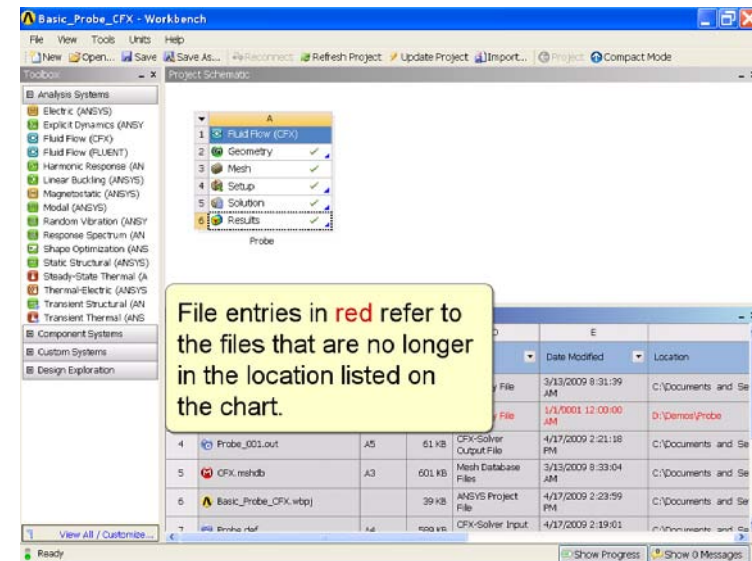 Basic_Probe_CFX - Workbench
File View Tools Units Help
New Open... Save Save As... Reconnect Refresh Project Update Project Import... Project Compact Mode
Toolbox
Project Schematic
Analysis Systems
Electric (ANSYS)
Explicit Dynamics (ANSY
Fluid Flow (CFX)
Fluid Flow (FLUENT)
Harmonic Response (AN
Linear Buckling (ANSYS)
Magnetostatic (ANSYS)
Modal (ANSYS)
Random Vibration (ANSY
Response Spectrum (AN
Shape Optimization (ANS
Static Structural (ANSYS)
Steady-State Thermal (A
Thermal-Electric (ANSYS
Transient Structural (AN
Transient Thermal (ANS
Component Systems
Custom Systems
Design Exploration
View All / Customize...
A
1 Fluid Flow (CFX)
2 Geometry
3 Mesh
4 Setup
5 Solution
6 Results
Probe
File entries in red refer to
the files that are no longer
in the location listed on
the chart.
E
Date Modified Location
File 3/13/2009 8:31:39 AM C:\Documents and Se
File 1/1/0001 12:00:00 AM D:\Demos\Probe
4 Probe_001.out A5 61 KB CFX-Solver Output File 4/17/2009 2:21:18 PM C:\Documents and Se
5 CFX.mshdb A3 601 KB Mesh Database Files 3/13/2009 8:33:04 AM C:\Documents and Se
6 Basic_Probe_CFX.wbpj 39 KB ANSYS Project File 4/17/2009 2:23:59 PM C:\Documents and Se
7 Probe.def A4 599 KB CFX-Solver Input 4/17/2009 2:19:01 C:\Documents and Se
Ready
Show Progress Show 0 Messages